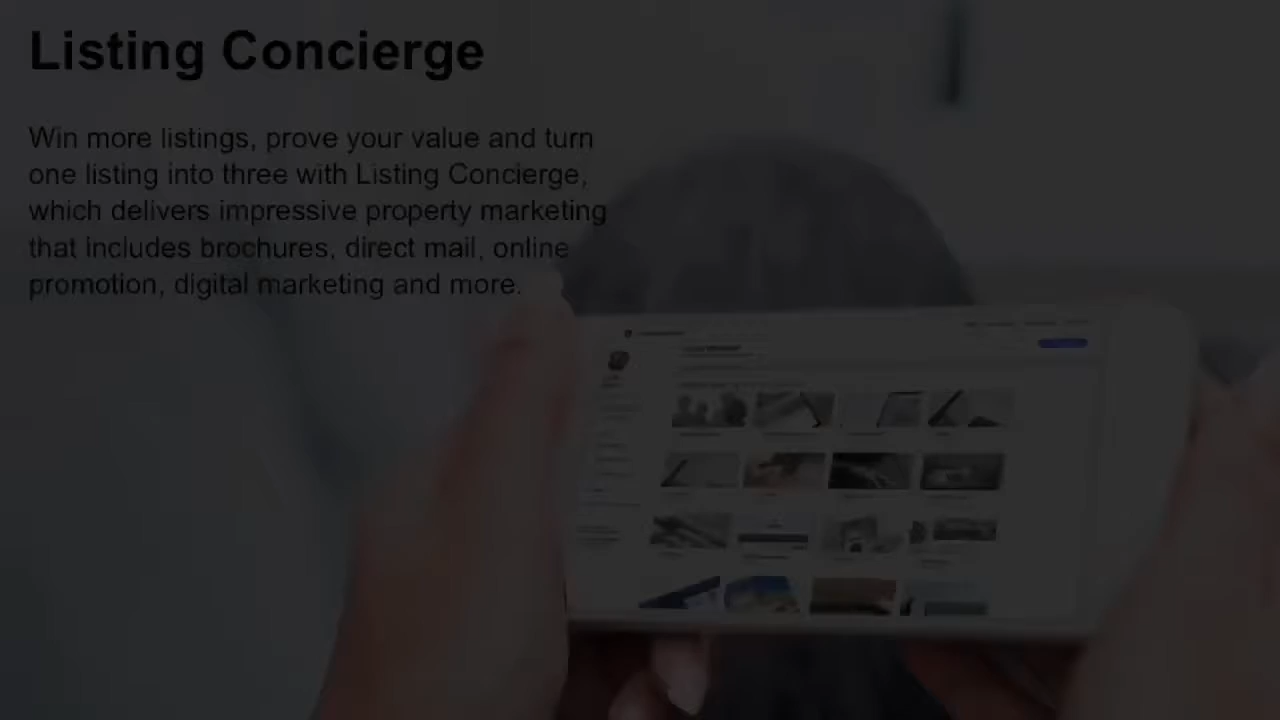 Listing Concierge
Win more listings, prove your value and turn
one listing into three with Listing Concierge,
which delivers impressive property marketing
that includes brochures, direct mail, online
promotion, digital marketing and more.